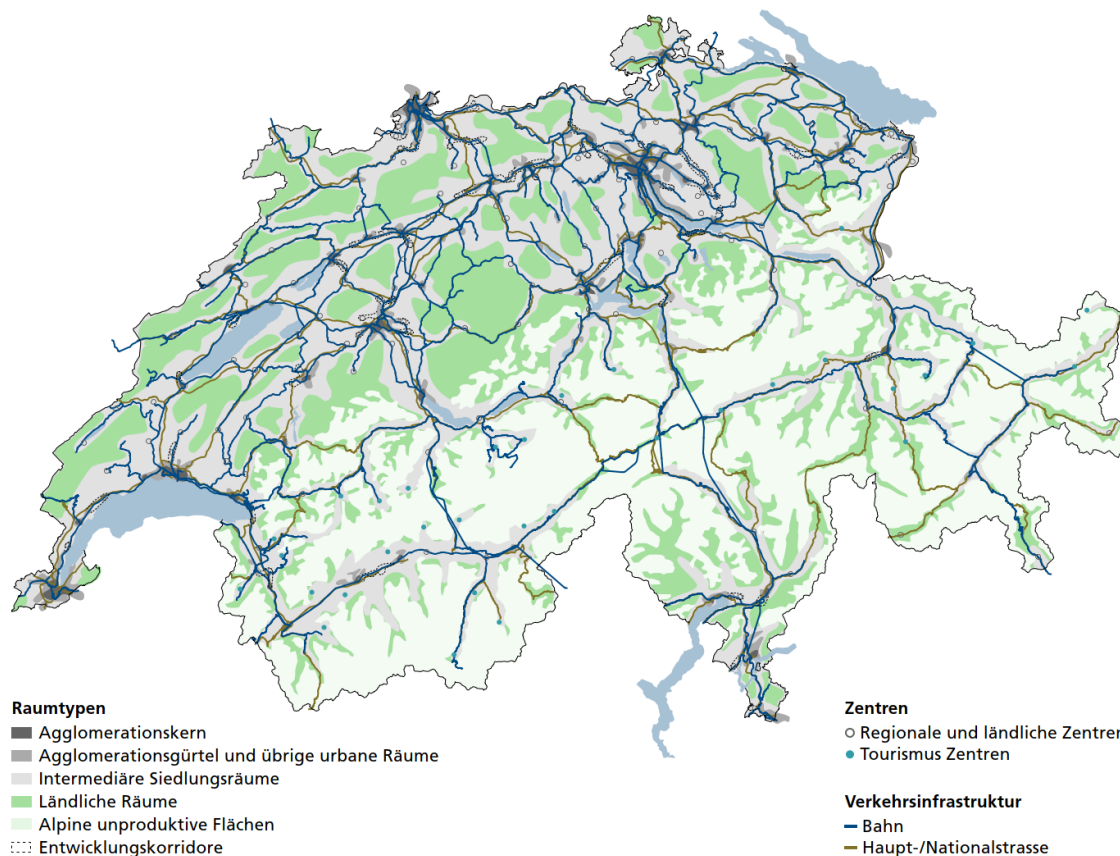 Raumtypen
Agglomerationskern
Agglomerationsgürtel und übrige urbane Räume
Intermediäre Siedlungsräume
Ländliche Räume
Alpine unproduktive Flächen
Entwicklungskorridore
Zentren
Regionale und ländliche Zentren
Tourismus Zentren
Verkehrsinfrastruktur
Bahn
Haupt-/Nationalstrasse